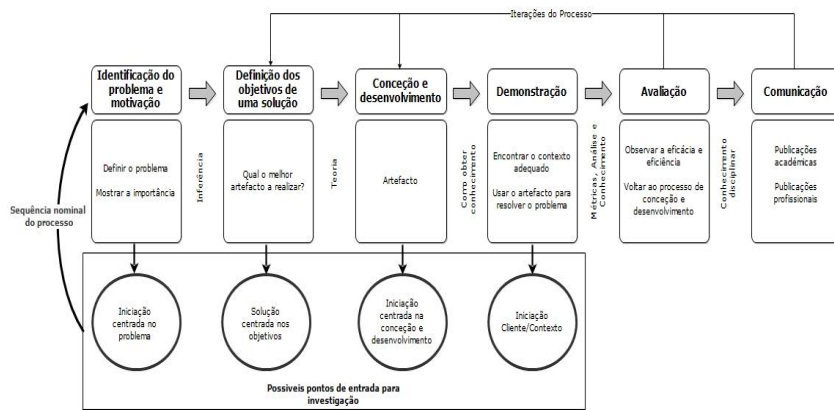 Iterações do Processo
Identificação do
problema e
motivação
Definição dos
objetivos de
uma solução
Conceção e
desenvolvimento
Demonstração
Avaliação
Comunicação
Definir o problema
Mostrar a importância
Inferência
Qual o melhor
artefacto a realizar?
Teoria
Artefacto
Como obter
conhecimento
Encontrar o contexto
adequado
Usar o artefacto para
resolver o problema
Métricas, Análise e
Conhecimento
Observar a eficácia e
eficiência
Voltar ao processo de
conceção e
desenvolvimento
Conhecimento
disciplinar
Publicações
académicas
Publicações
profissionais
Sequência nominal
do processo
Iniciação
centrada no
problema
Solução
centrada nos
objetivos
Iniciação
centrada na
conceção e
desenvolvimento
Iniciação
Cliente/Contexto
Possiveis pontos de entrada para
investigação